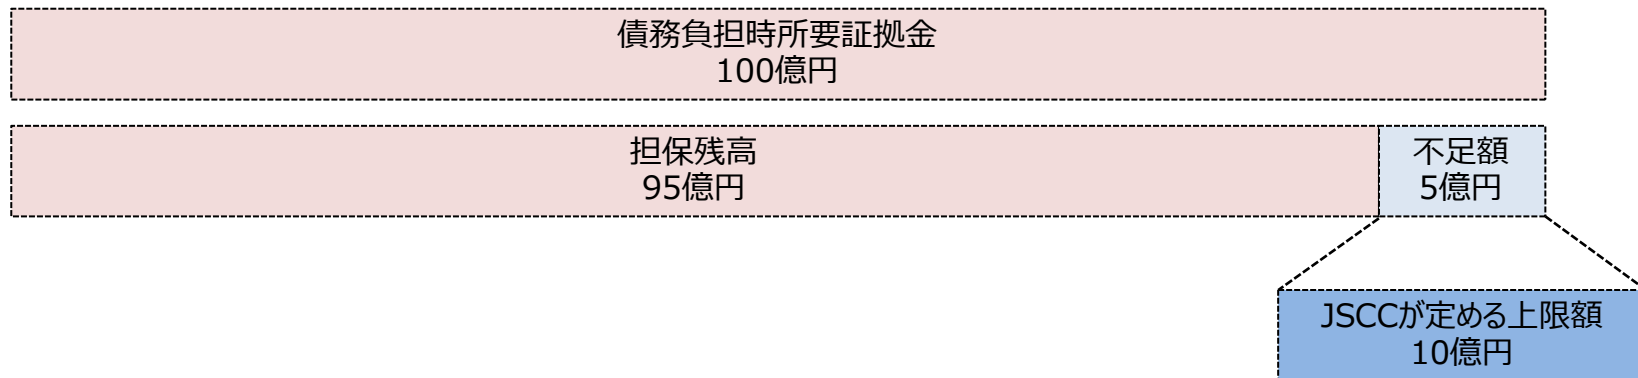 債務負担時所要証拠金
100億円
担保残高
95億円
不足額
5億円
JSCCが定める上限額
10億円